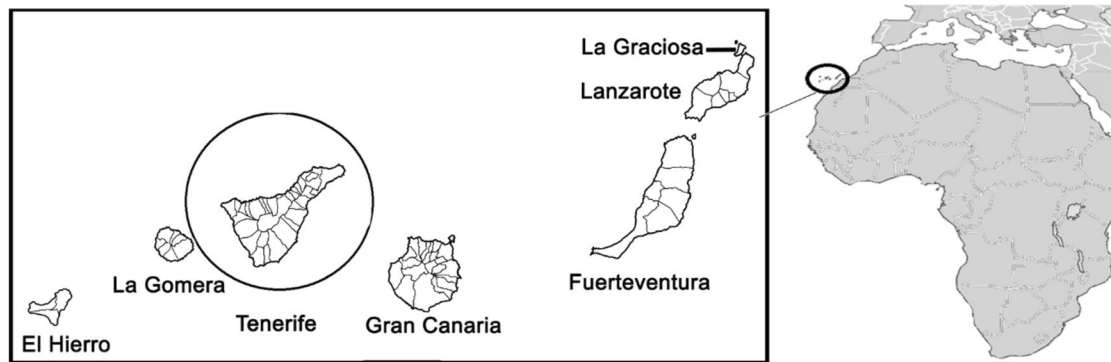 La Graciosa
Lanzarote
Fuerteventura
La Gomera
Tenerife
Gran Canaria
El Hierro